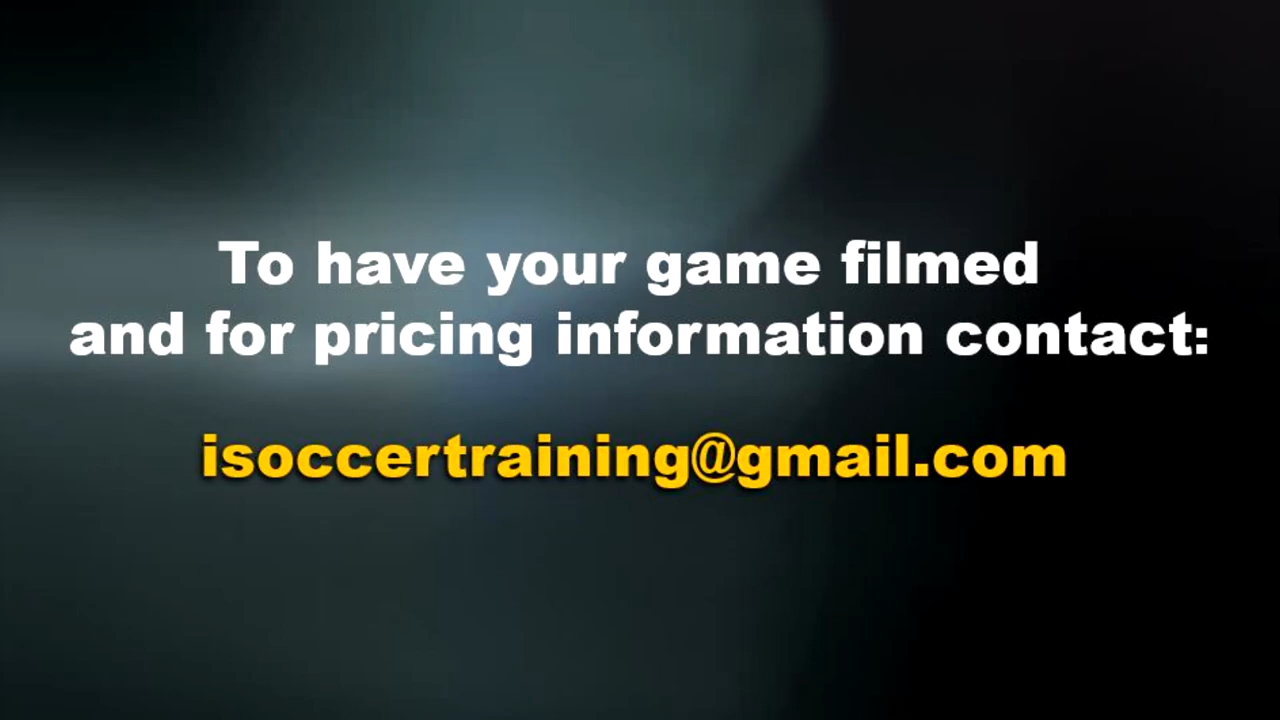 To have your game filmed
and for pricing information contact:
isoccertraining@gmail.com